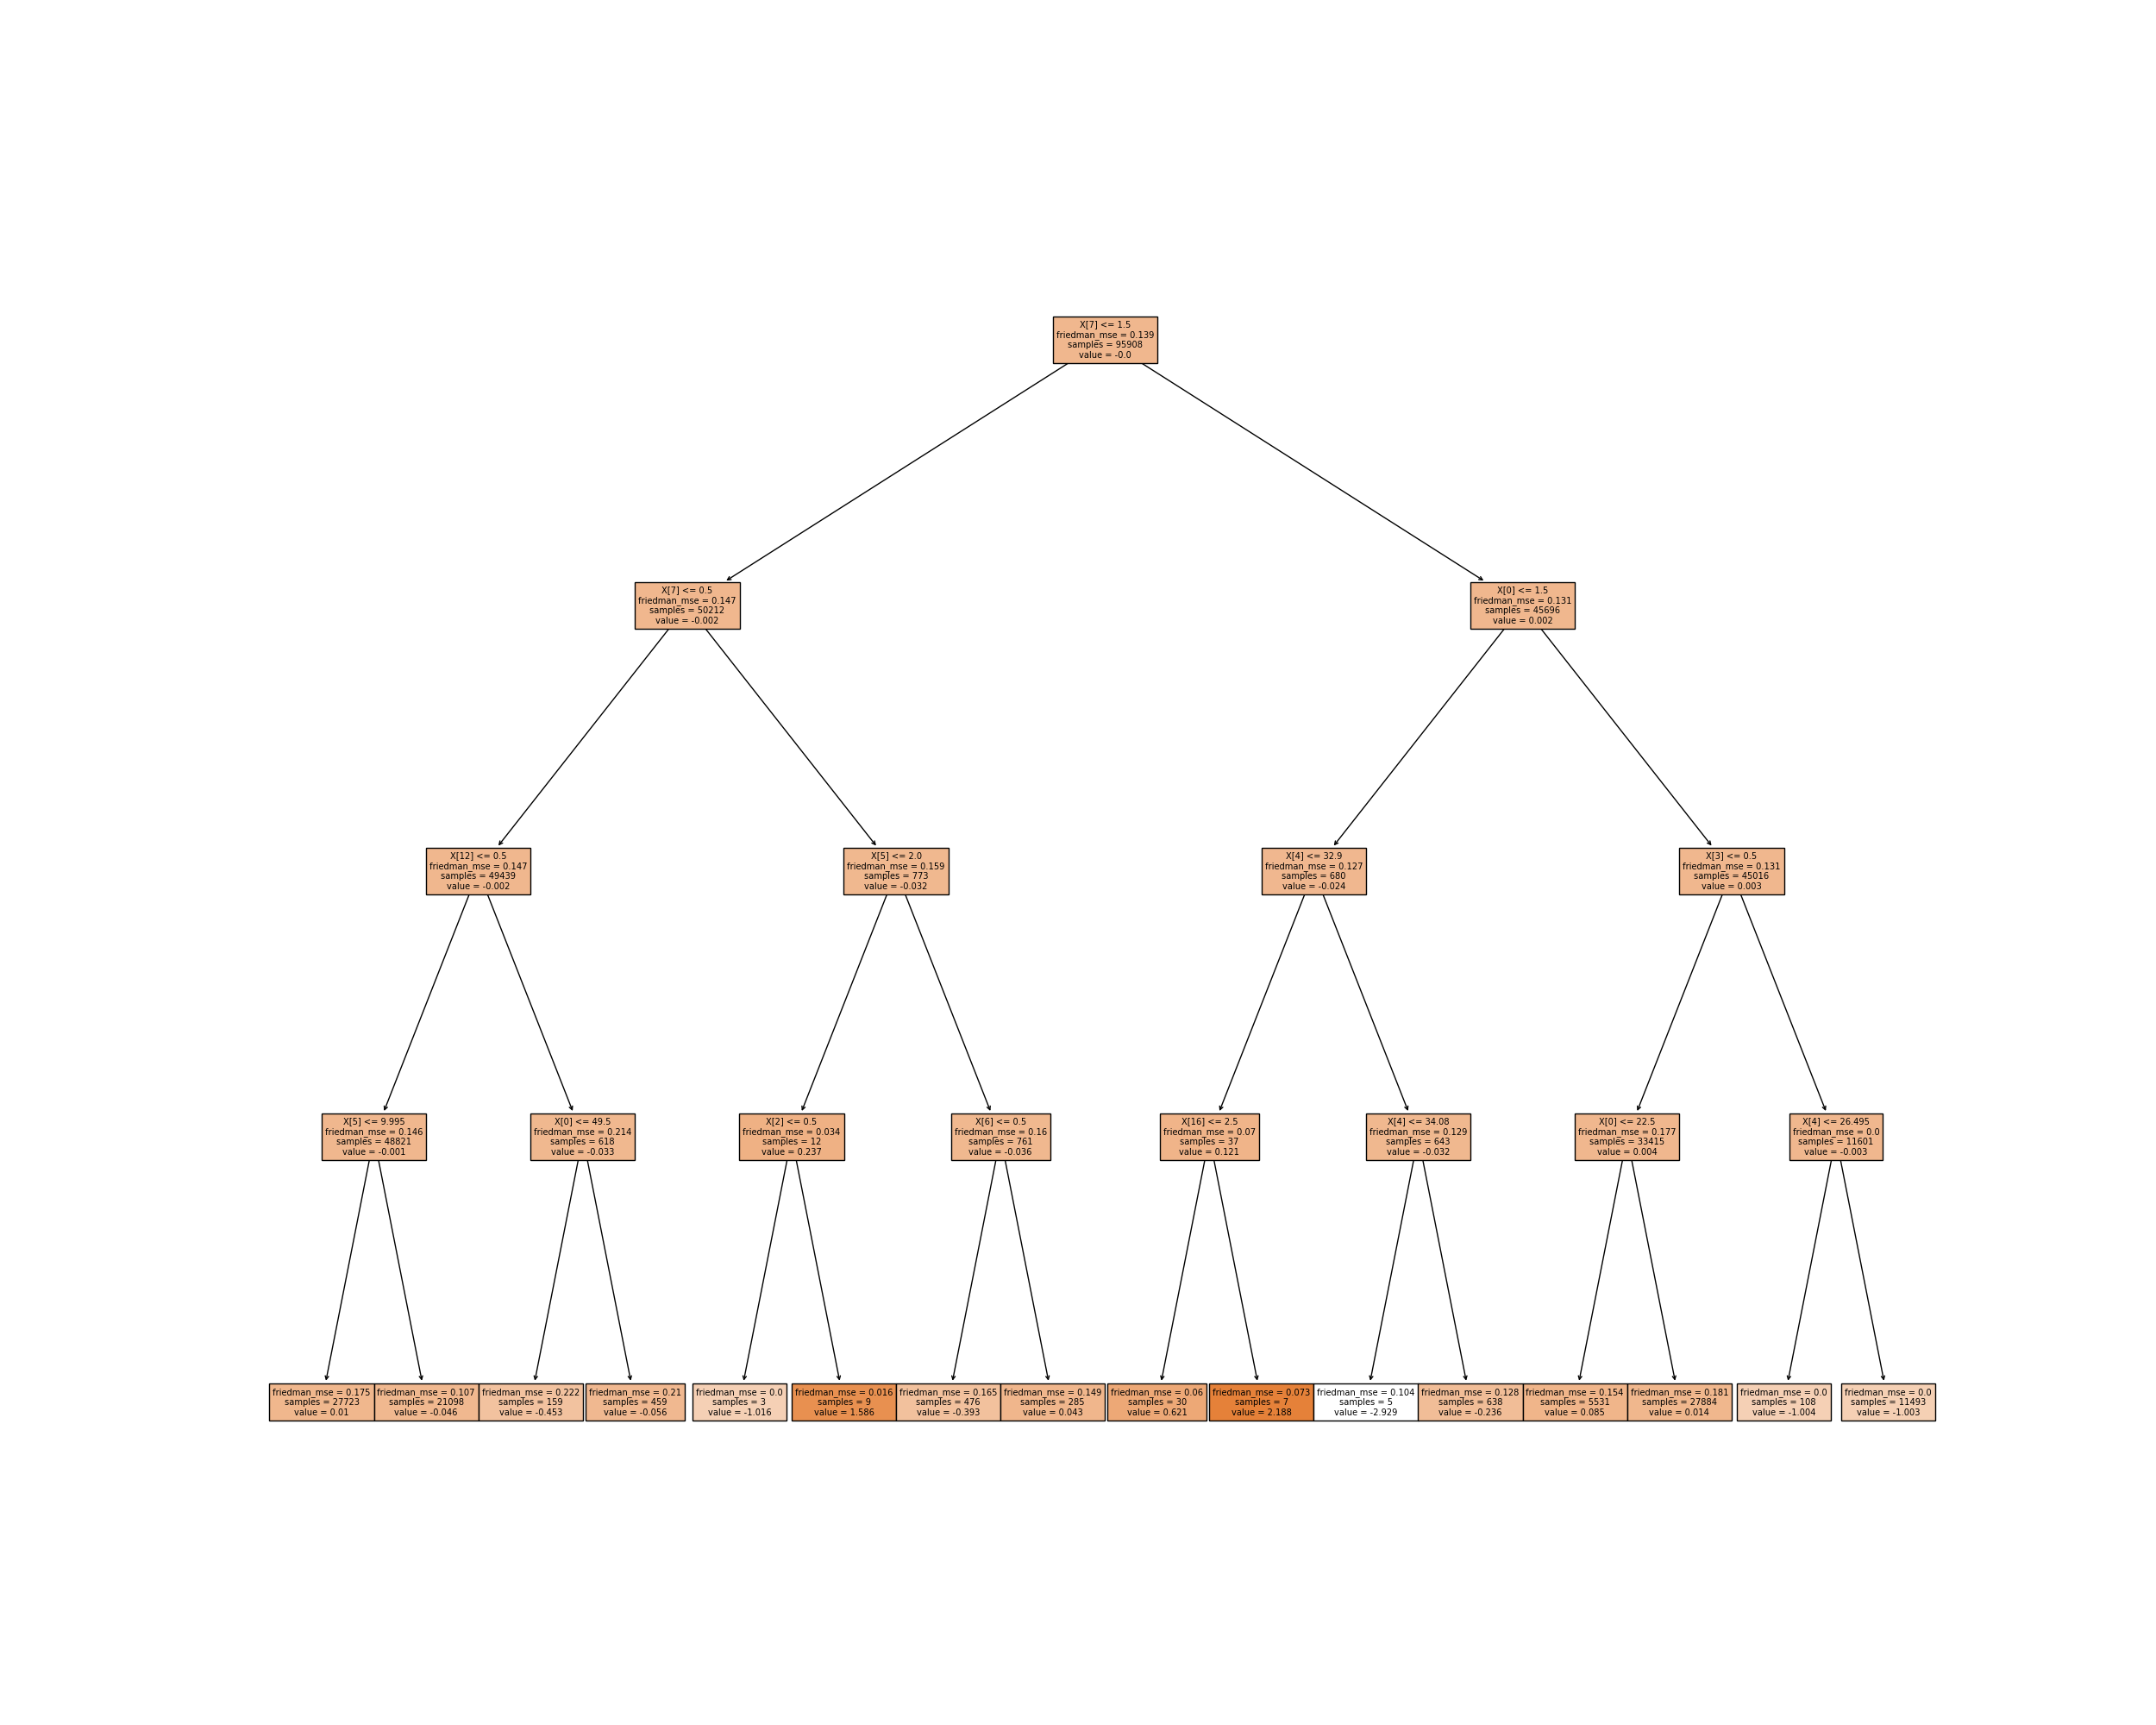 X[7] <= 1.5
friedman_mse = 0.139
samples = 95908
value = -0.0
X[7] <= 0.5
friedman_mse = 0.147
samples = 50212
value = -0.002
X[0] <= 1.5
friedman_mse = 0.131
samples = 45696
value = 0.002
X[12] <= 0.5
friedman_mse = 0.147
samples = 49439
value = -0.002
X[5] <= 2.0
friedman_mse = 0.159
samples = 773
value = -0.032
X[4] <= 32.9
friedman_mse = 0.127
samples = 680
value = -0.024
X[3] <= 0.5
friedman_mse = 0.131
samples = 45016
value = 0.003
X[5] <= 9.995
friedman_mse = 0.146
samples = 48821
value = -0.001
X[0] <= 49.5
friedman_mse = 0.214
samples = 618
value = -0.033
X[2] <= 0.5
friedman_mse = 0.034
samples = 12
value = 0.237
X[6] <= 0.5
friedman_mse = 0.16
samples = 761
value = -0.036
X[16] <= 2.5
friedman_mse = 0.07
samples = 37
value = 0.121
X[4] <= 34.08
friedman_mse = 0.129
samples = 643
value = -0.032
X[0] <= 22.5
friedman_mse = 0.177
samples = 33415
value = 0.004
X[4] <= 26.495
friedman_mse = 0.0
samples = 11601
value = -0.003
friedman_mse = 0.175
samples = 27723
value = 0.01
friedman_mse = 0.107
samples = 21098
value = -0.046
friedman_mse = 0.222
samples = 159
value = -0.453
friedman_mse = 0.21
samples = 459
value = -0.056
friedman_mse = 0.0
samples = 3
value = -1.016
friedman_mse = 0.016
samples = 9
value = 1.586
friedman_mse = 0.165
samples = 476
value = -0.393
friedman_mse = 0.149
samples = 285
value = 0.043
friedman_mse = 0.06
samples = 30
value = 0.621
friedman_mse = 0.073
samples = 7
value = 2.188
friedman_mse = 0.104
samples = 5
value = -2.929
friedman_mse = 0.128
samples = 638
value = -0.236
friedman_mse = 0.154
samples = 5531
value = 0.085
friedman_mse = 0.181
samples = 27884
value = 0.014
friedman_mse = 0.0
samples = 108
value = -1.004
friedman_mse = 0.0
samples = 11493
value = -1.003